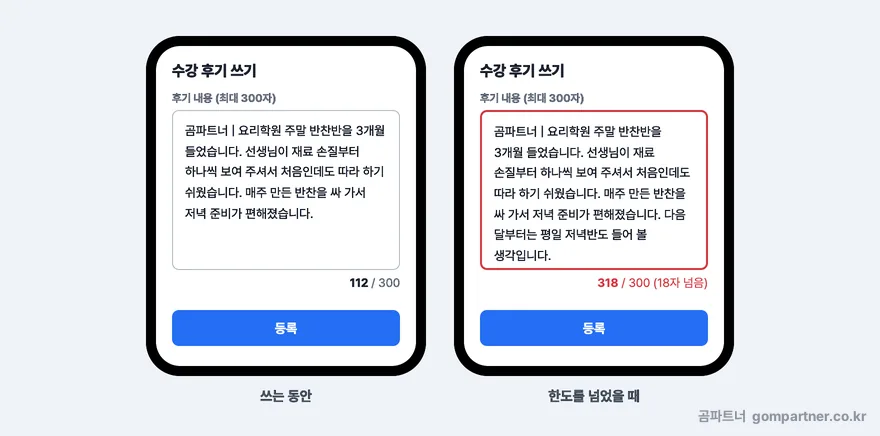 수강 후기 쓰기
후기 내용 (최대 300자)
곰파트너 | 요리학원 주말 반찬반을 3개월
들었습니다. 선생님이 재료 손질부터
하나씩 보여 주셔서 처음인데도 따라 하기
쉬웠습니다. 매주 만든 반찬을 싸 가서
저녁 준비가 편해졌습니다.
112 / 300
등록
쓰는 동안
수강 후기 쓰기
후기 내용 (최대 300자)
곰파트너 | 요리학원 주말 반찬반을
3개월 들었습니다. 선생님이 재료
손질부터 하나씩 보여 주셔서 처음인데도
따라 하기 쉬웠습니다. 매주 만든 반찬을
싸 가서 저녁 준비가 편해졌습니다. 다음
달부터는 평일 저녁반도 들어 볼
생각입니다.
318 / 300 (18자 넘음)
등록
한도를 넘었을 때
곰파트너 gompartner.co.kr